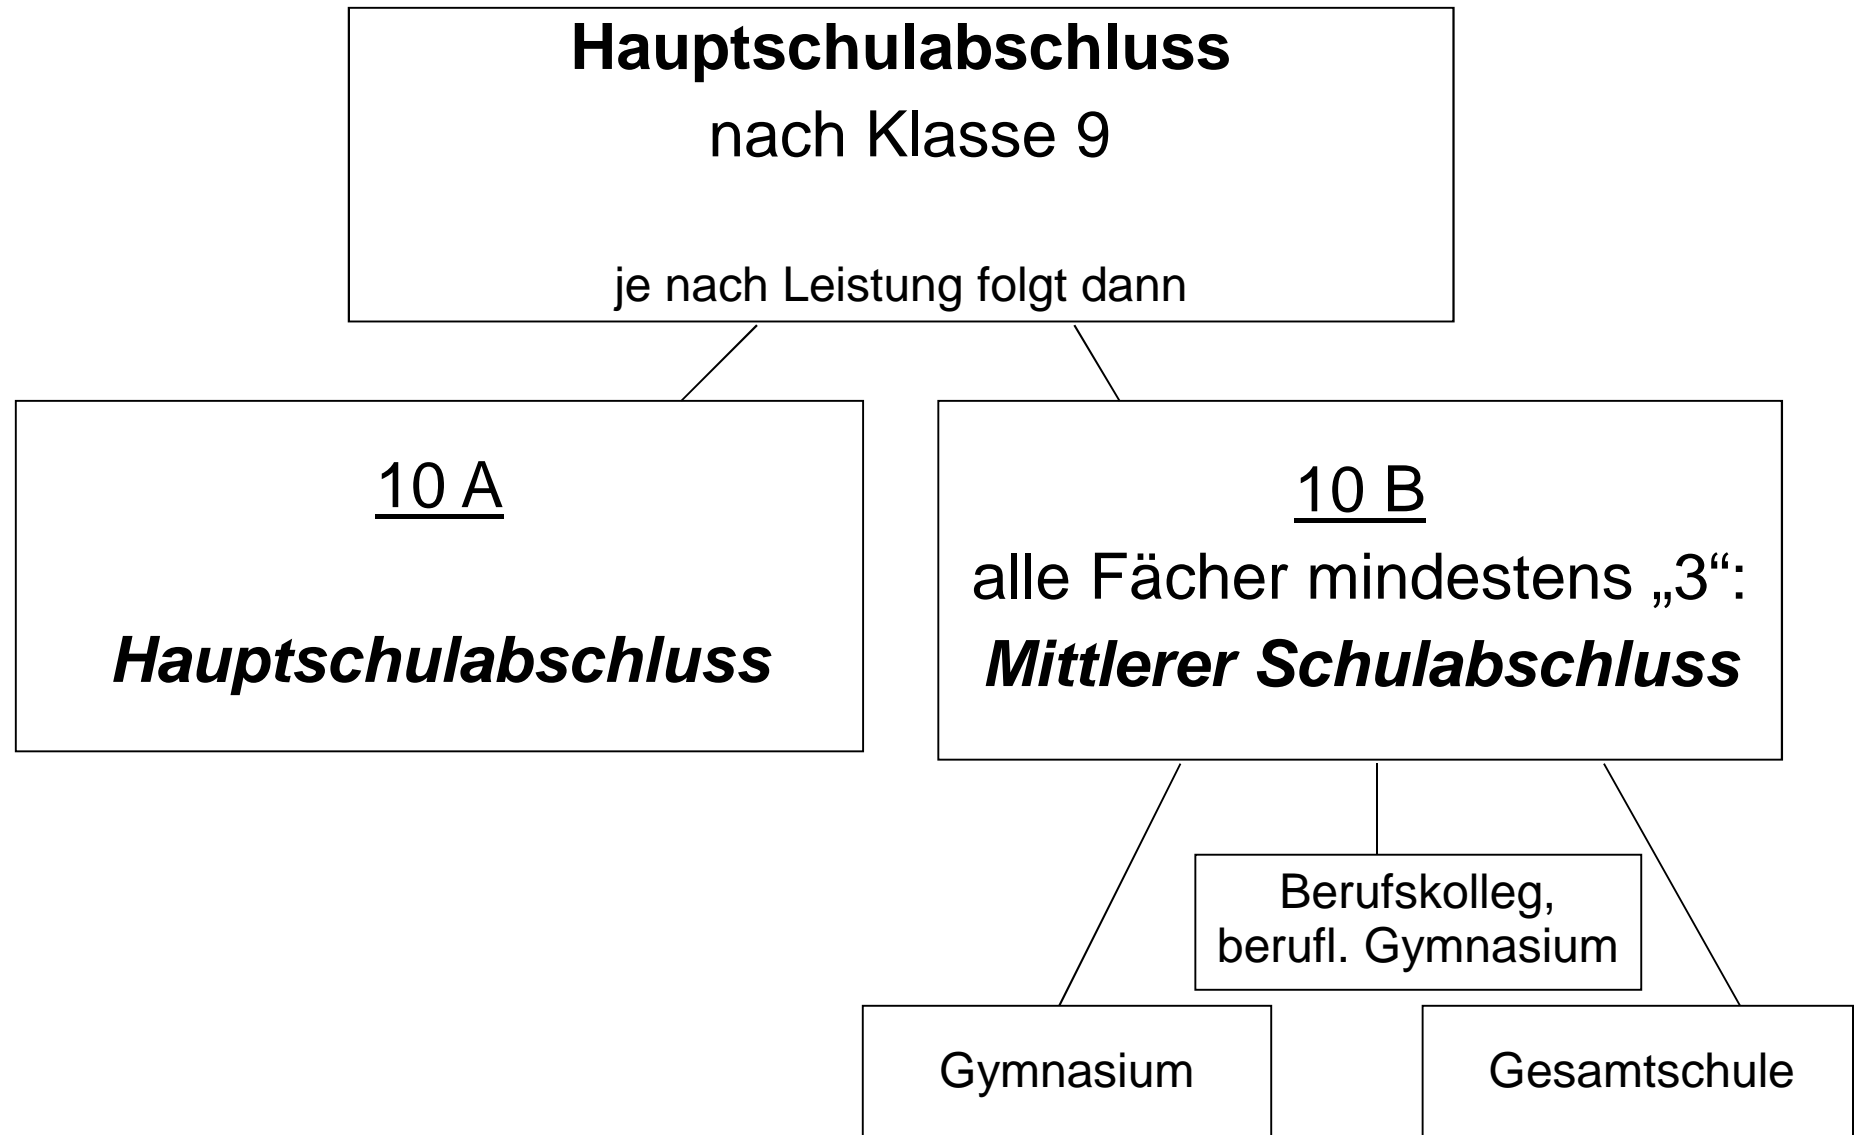 Hauptschulabschluss
nach Klasse 9
je nach Leistung folgt dann
10 A
Hauptschulabschluss
10 B
alle Fächer mindestens „3“:
Mittlerer Schulabschluss
Berufskolleg,
berufl. Gymnasium
Gymnasium
Gesamtschule